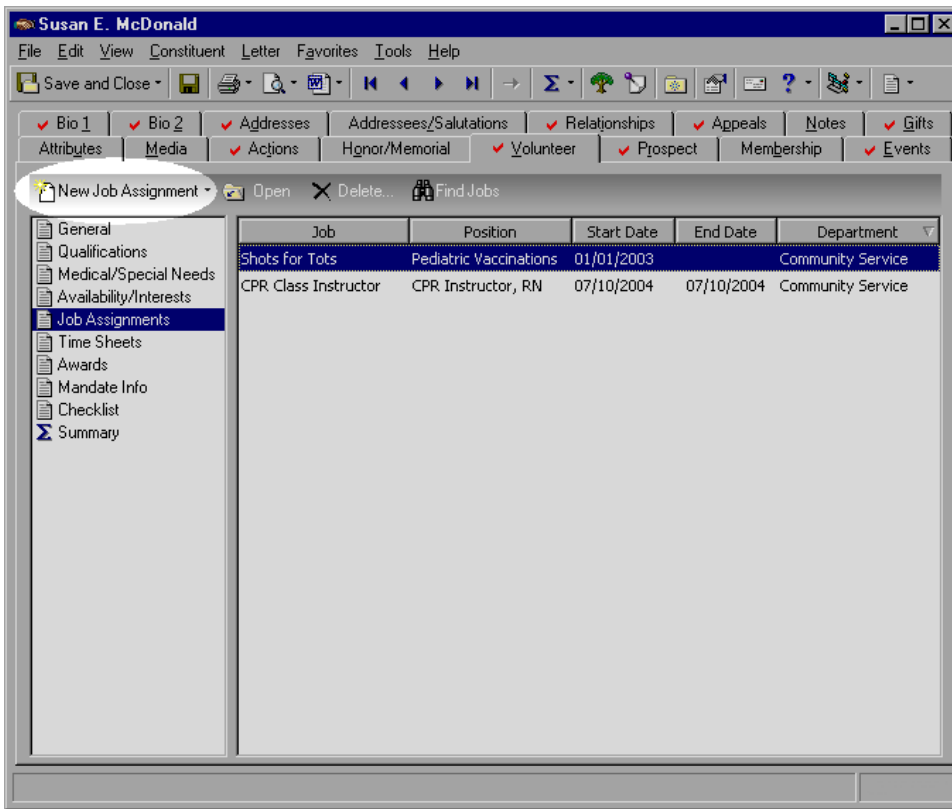 Susan E. McDonald
File Edit View Constituent Letter Favorites Tools Help
Save and Close
Bio 1 Bio 2 Addresses Addressees/Salutations Relationships Appeals Notes Gifts
Attributes Media Actions Honor/Memorial Volunteer Prospect Membership Events
New Job Assignment Open Delete... Find Jobs
General
Qualifications
Medical/Special Needs
Availability/Interests
Job Assignments
Time Sheets
Awards
Mandate Info
Checklist
Summary
Job Position Start Date End Date Department
Shots for Tots Pediatric Vaccinations 01/01/2003 Community Service
CPR Class Instructor CPR Instructor, RN 07/10/2004 07/10/2004 Community Service